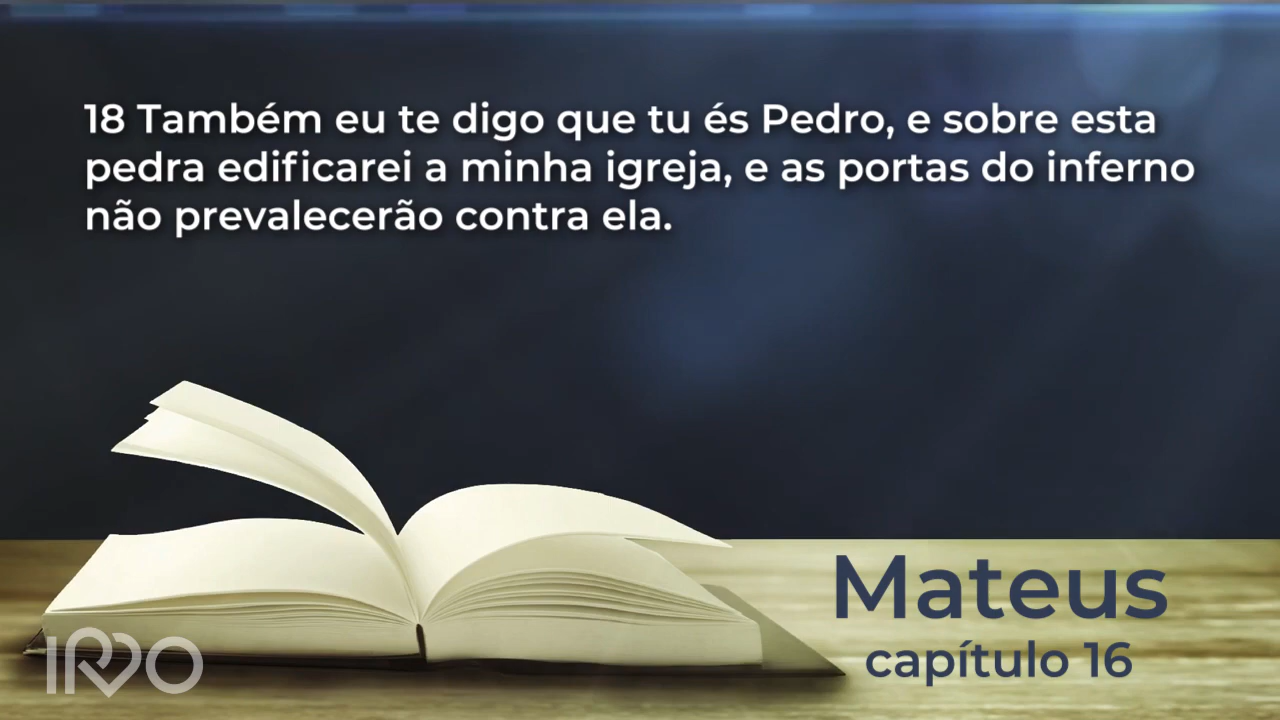 18 Também eu te digo que tu és Pedro, e sobre esta
pedra edificarei a minha igreja, e as portas do inferno
não prevalecerão contra ela.
Mateus
capítulo 16